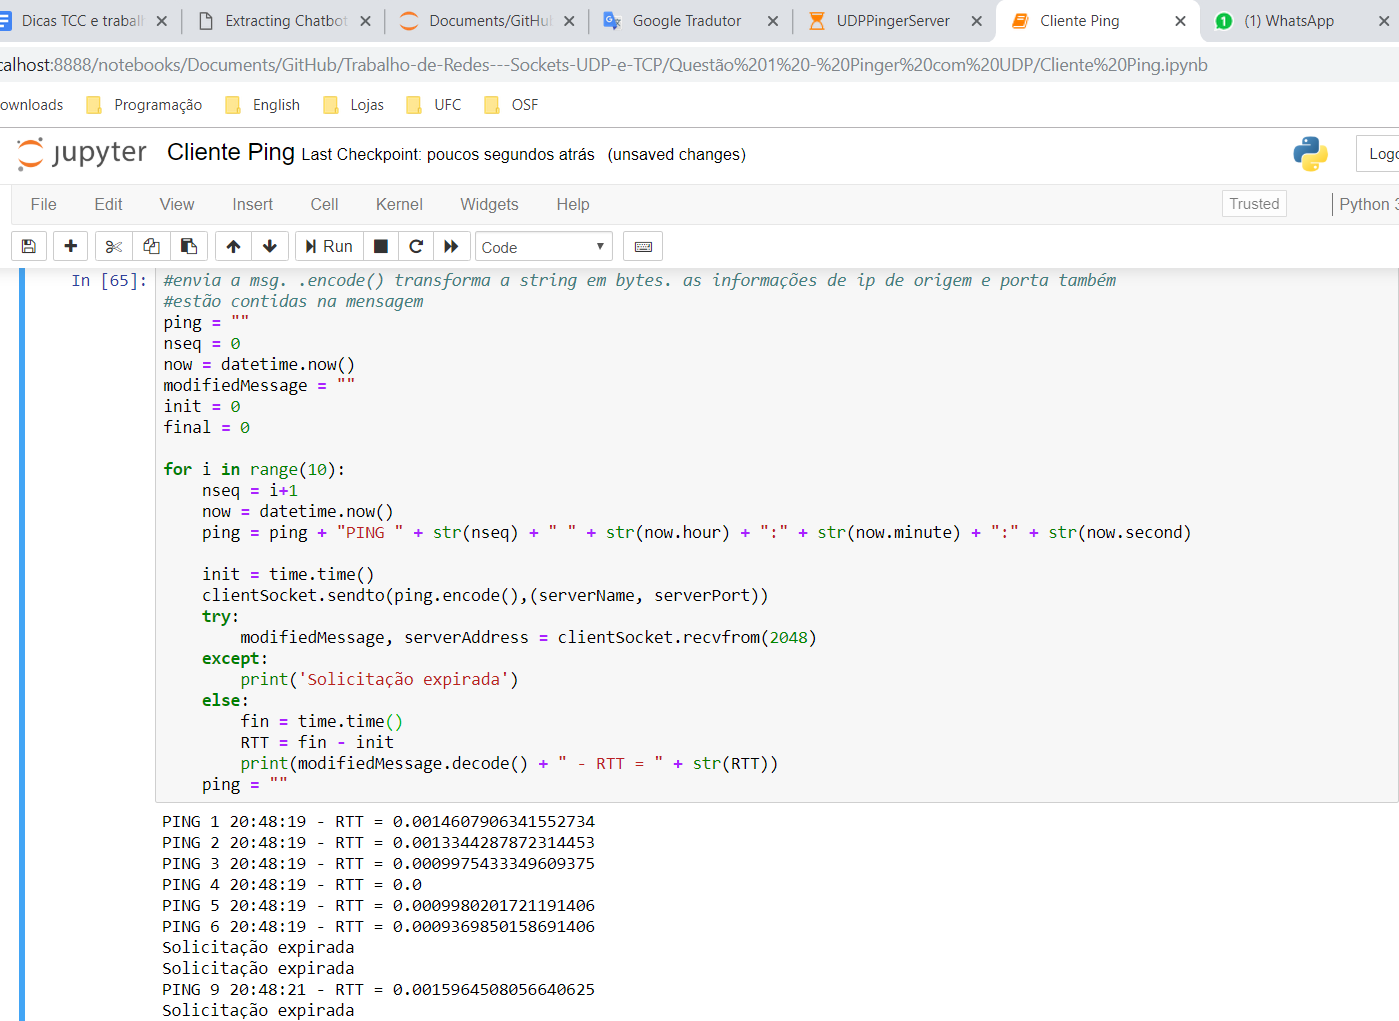 Dicas TCC e trabal
Extracting Chatbot
Documents/GitHu
Google Tradutor
UDPPingerServer
Cliente Ping
1
(1) WhatsApp
calhost:8888/notebooks/Documents/GitHub/Trabalho-de-Redes---Sockets-UDP-e-TCP/Questão%201%20-%20Pinger%20com%20UDP/Cliente%20Ping.ipynb
ownloads
Programação
English
Lojas
UFC
OSF
jupyter
Cliente Ping Last Checkpoint: poucos segundos atrás (unsaved changes)
Logo
File Edit View Insert Cell Kernel Widgets Help
Trusted
Python 3
Run
Code
In [65]:
#envia a msg. .encode() transforma a string em bytes. as informações de ip de origem e porta também
#estão contidas na mensagem
ping = ""
nseq = 0
now = datetime.now()
modifiedMessage = ""
init = 0
final = 0
for i in range(10):
nseq = i+1
now = datetime.now()
ping = ping + "PING " + str(nseq) + " " + str(now.hour) + ":" + str(now.minute) + ":" + str(now.second)
init = time.time()
clientSocket.sendto(ping.encode(),(serverName, serverPort))
try:
modifiedMessage, serverAddress = clientSocket.recvfrom(2048)
except:
print('Solicitação expirada')
else:
fin = time.time()
RTT = fin - init
print(modifiedMessage.decode() + " - RTT = " + str(RTT))
ping = ""
PING 1 20:48:19 - RTT = 0.0014607906341552734
PING 2 20:48:19 - RTT = 0.0013344287872314453
PING 3 20:48:19 - RTT = 0.0009975433349609375
PING 4 20:48:19 - RTT = 0.0
PING 5 20:48:19 - RTT = 0.0009980201721191406
PING 6 20:48:19 - RTT = 0.0009369850158691406
Solicitação expirada
Solicitação expirada
PING 9 20:48:21 - RTT = 0.0015964508056640625
Solicitação expirada